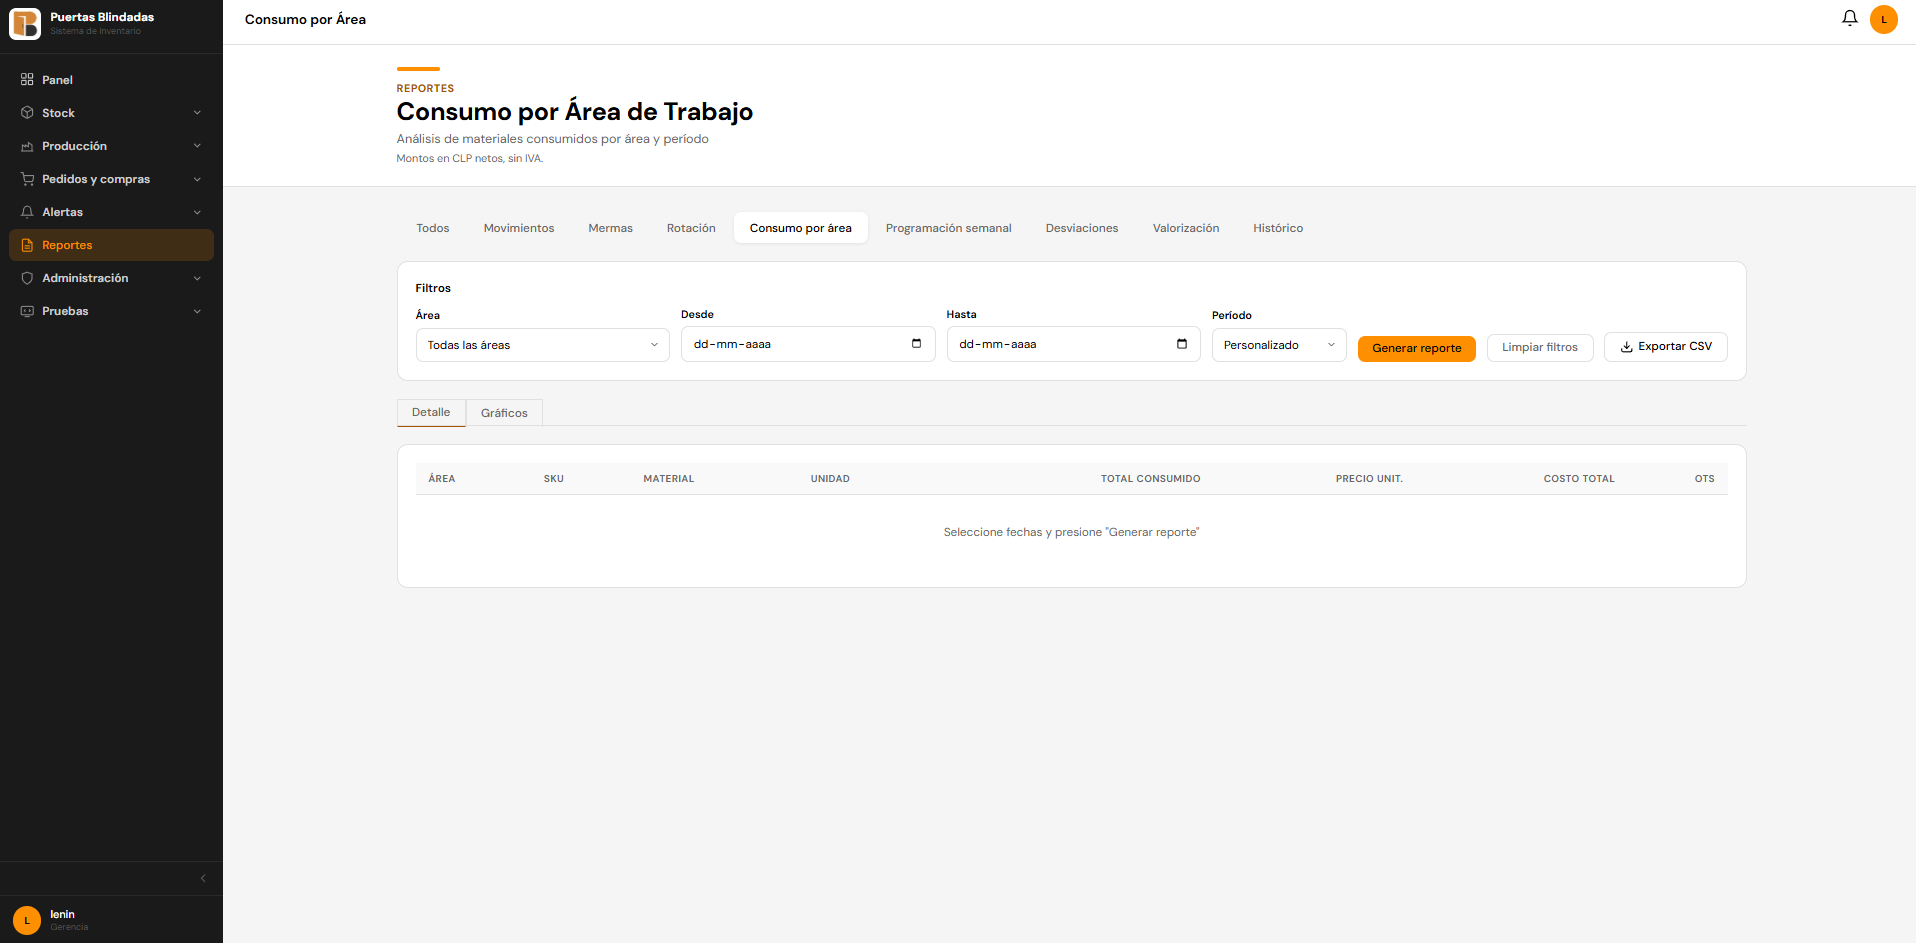 Puertas Blindadas
Sistema de Inventario
Panel
Stock
Producción
Pedidos y compras
Alertas
Reportes
Administración
Pruebas
L
lenin
Gerencia
Consumo por Área
L
REPORTES
Consumo por Área de Trabajo
Análisis de materiales consumidos por área y período
Montos en CLP netos, sin IVA.
Todos Movimientos Mermas Rotación Consumo por área Programación semanal Desviaciones Valorización Histórico
Filtros
Área Desde Hasta Período
Todas las áreas dd-mm-aaaa dd-mm-aaaa Personalizado Generar reporte Limpiar filtros Exportar CSV
Detalle Gráficos
ÁREA SKU MATERIAL UNIDAD TOTAL CONSUMIDO PRECIO UNIT. COSTO TOTAL OTS
Seleccione fechas y presione "Generar reporte"